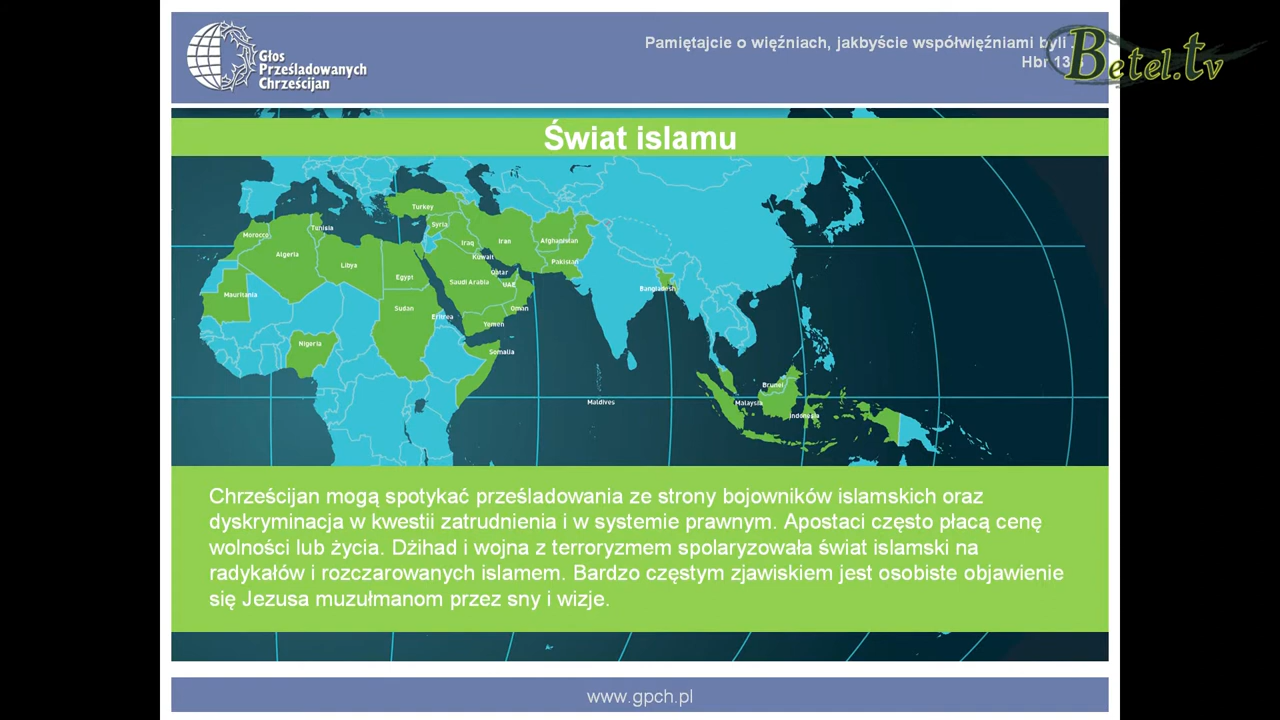 Głos
Prześladowanych
Chrześcijan
Pamiętajcie o więźniach, jakbyście współwięźniami byli
Hbr 13
Betel.tv
Świat islamu
Turkey
Tunisia
Syria
Morocco
Iraq
Iran
Afghanistan
Algeria
Kuwait
Libya
Pakistan
Egypt
Qatar
Saudi Arabia
UAE
Bangladesh
Mauritania
Sudan
Oman
Eritrea
Yemen
Nigeria
Somalia
Brunei
Maldives
Malaysia
Indonesia
Chrześcijan mogą spotykać prześladowania ze strony bojowników islamskich oraz
dyskryminacja w kwestii zatrudnienia i w systemie prawnym. Apostaci często płacą cenę
wolności lub życia. Dżihad i wojna z terroryzmem spolaryzowała świat islamski na
radykałów i rozczarowanych islamem. Bardzo częstym zjawiskiem jest osobiste objawienie
się Jezusa muzułmanom przez sny i wizje.
www.gpch.pl